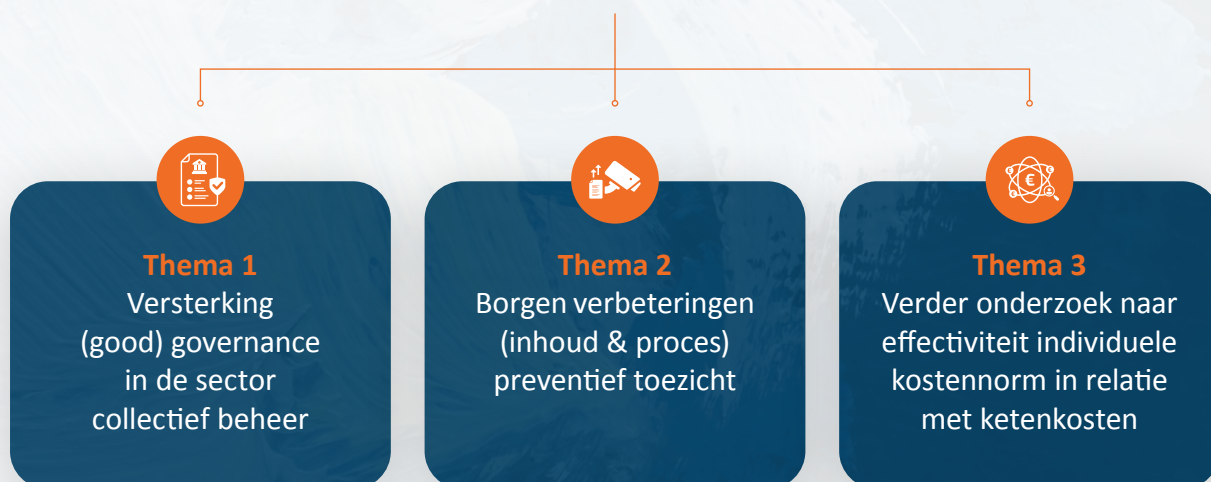 Thema 1
Versterking
(good) governance
in de sector
collectief beheer
Thema 2
Borgen verbeteringen
(inhoud & proces)
preventief toezicht
Thema 3
Verder onderzoek naar
effectiviteit individuele
kostennorm in relatie
met ketenkosten